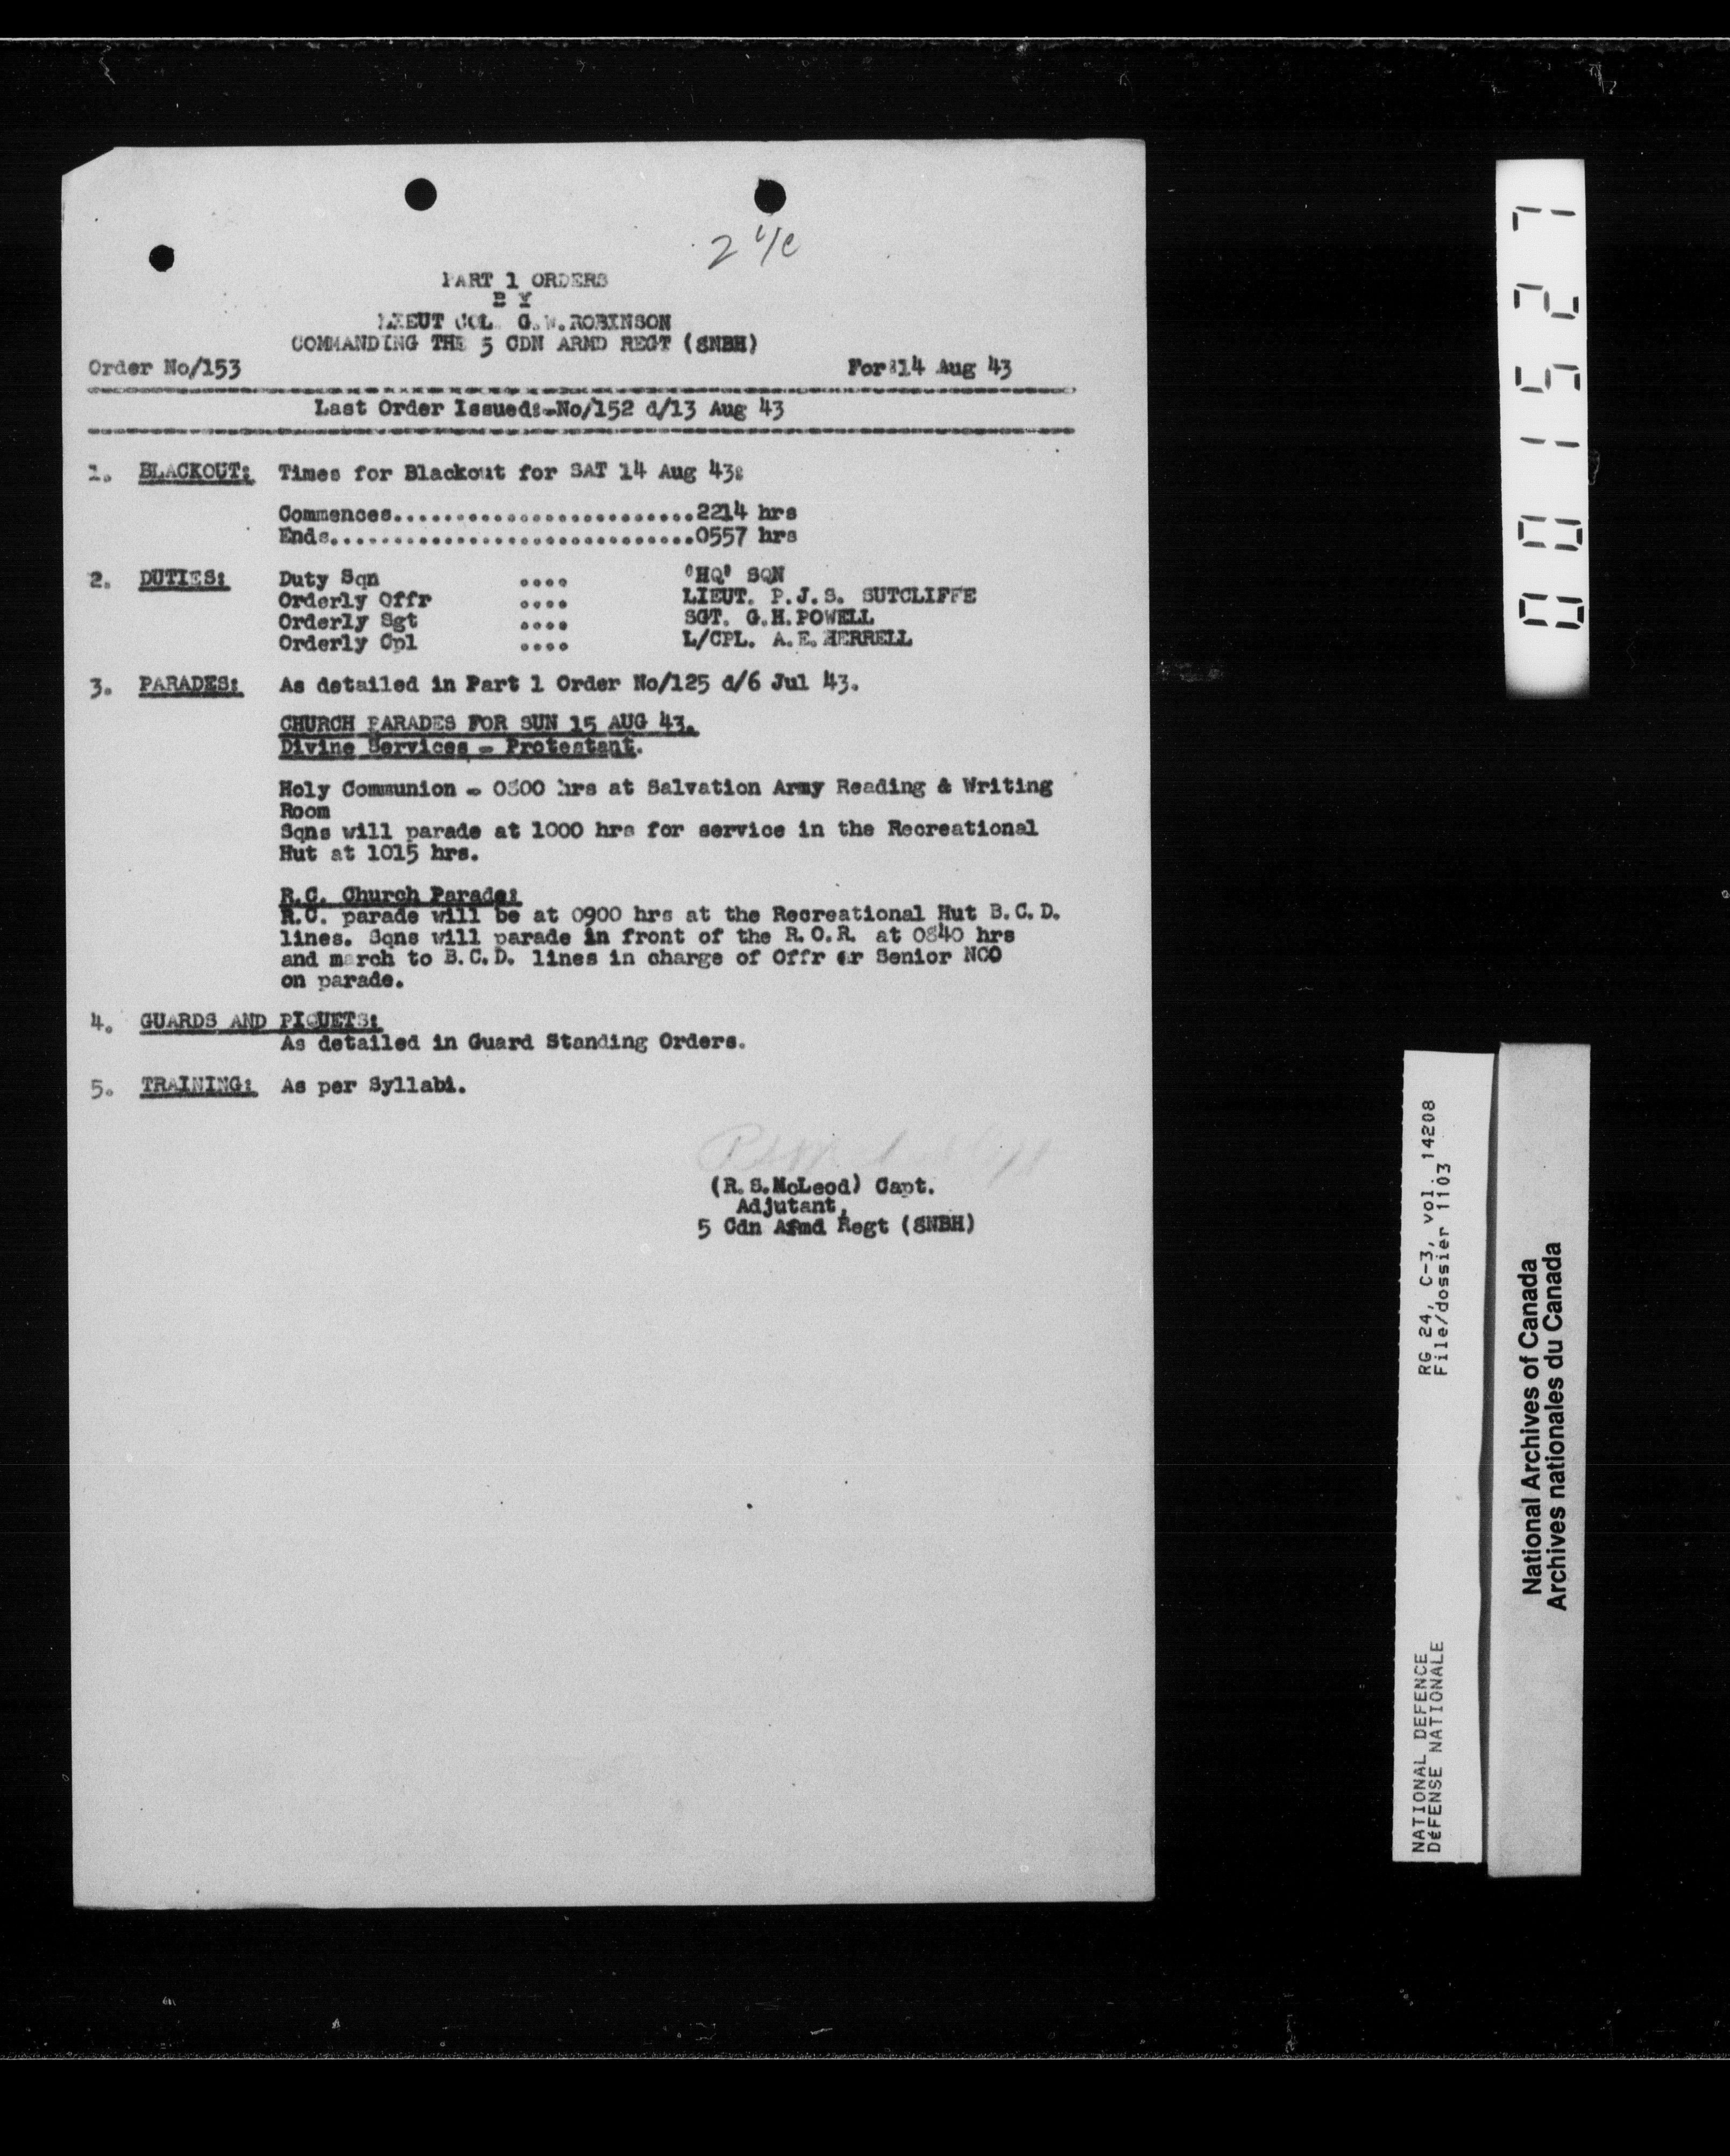 2 i/c
PART 1 ORDERS
B Y
LIEUT COL G.W.ROBINSON
COMMANDING THE 5 CDN ARMD REGT (8NBH)
Order No/153 For:14 Aug 43
Last Order Issued:-No/152 d/13 Aug 43
1. BLACKOUT: Times for Blackout for SAT 14 Aug 43:
Commences........................2214 hrs
Ends.............................0557 hrs
2. DUTIES: Duty Sqn .... 'HQ' SQN
Orderly Offr .... LIEUT. P.J.S. SUTCLIFFE
Orderly Sgt .... SGT. G.H.POWELL
Orderly Cpl .... L/CPL. A.E.HERRELL
3. PARADES: As detailed in Part 1 Order No/125 d/6 Jul 43.
CHURCH PARADES FOR SUN 15 AUG 43.
Divine Services - Protestant.
Holy Communion - 0800 hrs at Salvation Army Reading & Writing
Room
Sqns will parade at 1000 hrs for service in the Recreational
Hut at 1015 hrs.
R.C. Church Parade:
R.C. parade will be at 0900 hrs at the Recreational Hut B.C.D.
lines. Sqns will parade in front of the R.O.R. at 0840 hrs
and march to B.C.D. lines in charge of Offr or Senior NCO
on parade.
4. GUARDS AND PIQUETS:
As detailed in Guard Standing Orders.
5. TRAINING: As per Syllabi.
(R.S.McLeod) Capt.
Adjutant,
5 Cdn Armd Regt (8NBH)
001527
RG 24, C-3, vol. 14208
File/dossier 1103
NATIONAL DEFENCE
DéFENSE NATIONALE
National Archives of Canada
Archives nationales du Canada